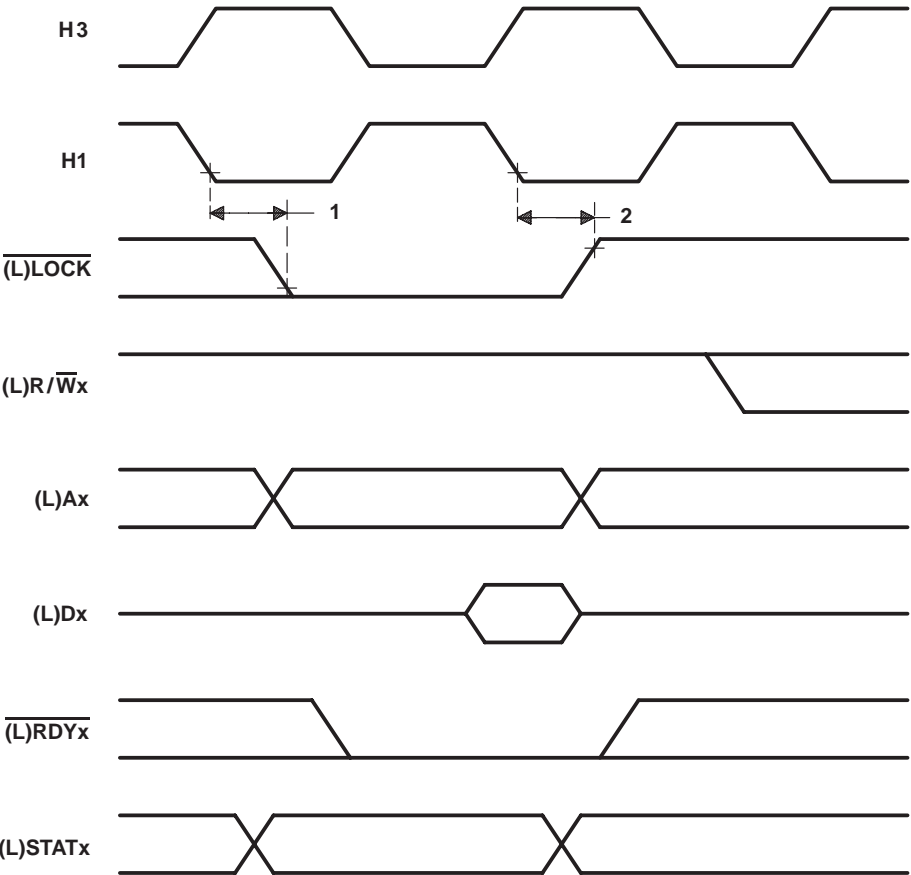 H3
H1
1
2
(L)LOCK
(L)R/Wx
(L)Ax
(L)Dx
(L)RDYx
(L)STATx